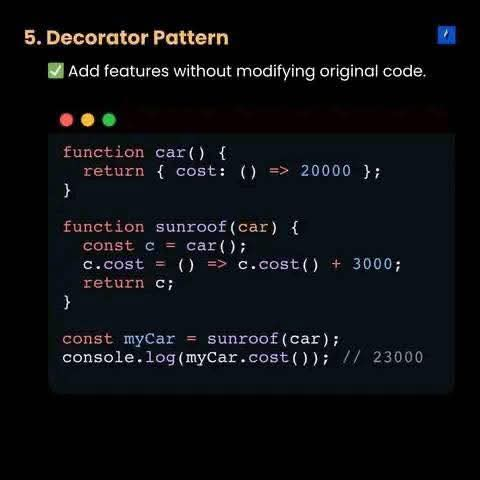 5. Decorator Pattern
✅ Add features without modifying original code.
function car() {
  return { cost: () => 20000 };
}
function sunroof(car) {
  const c = car();
  c.cost = () => c.cost() + 3000;
  return c;
}
const myCar = sunroof(car);
console.log(myCar.cost()); // 23000